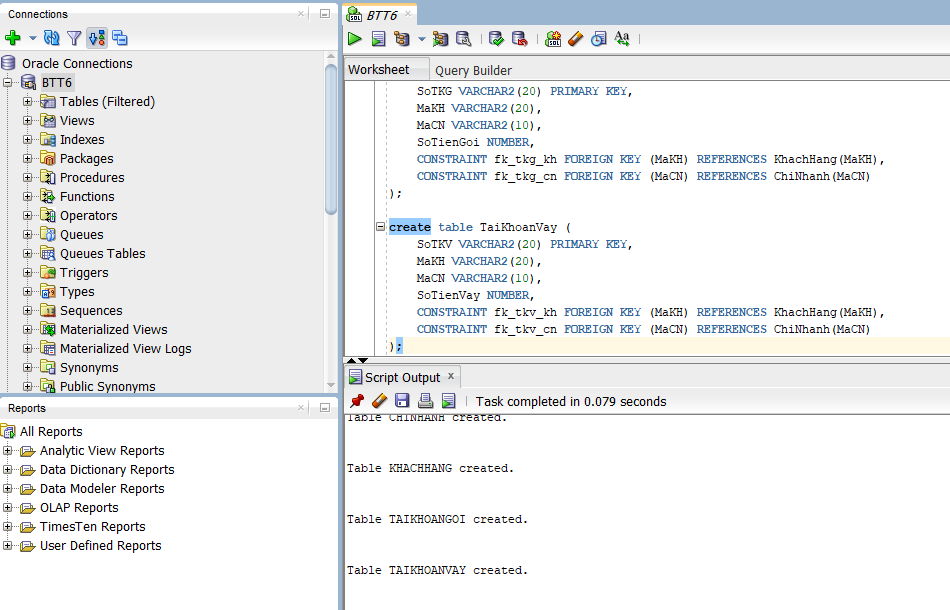 Connections
Oracle Connections
BTT6
Tables (Filtered)
Views
Indexes
Packages
Procedures
Functions
Operators
Queues
Queues Tables
Triggers
Types
Sequences
Materialized Views
Materialized View Logs
Synonyms
Public Synonyms
Reports
All Reports
Analytic View Reports
Data Dictionary Reports
Data Modeler Reports
OLAP Reports
TimesTen Reports
User Defined Reports
BTT6
Worksheet Query Builder
SoTKG VARCHAR2(20) PRIMARY KEY,
MaKH VARCHAR2(20),
MaCN VARCHAR2(10),
SoTienGoi NUMBER,
CONSTRAINT fk_tkg_kh FOREIGN KEY (MaKH) REFERENCES KhachHang(MaKH),
CONSTRAINT fk_tkg_cn FOREIGN KEY (MaCN) REFERENCES ChiNhanh(MaCN)
);
create table TaiKhoanVay (
SoTKV VARCHAR2(20) PRIMARY KEY,
MaKH VARCHAR2(20),
MaCN VARCHAR2(10),
SoTienVay NUMBER,
CONSTRAINT fk_tkv_kh FOREIGN KEY (MaKH) REFERENCES KhachHang(MaKH),
CONSTRAINT fk_tkv_cn FOREIGN KEY (MaCN) REFERENCES ChiNhanh(MaCN)
);
Script Output
Task completed in 0.079 seconds
Table CHINHANH created.
Table KHACHHANG created.
Table TAIKHOANGOI created.
Table TAIKHOANVAY created.